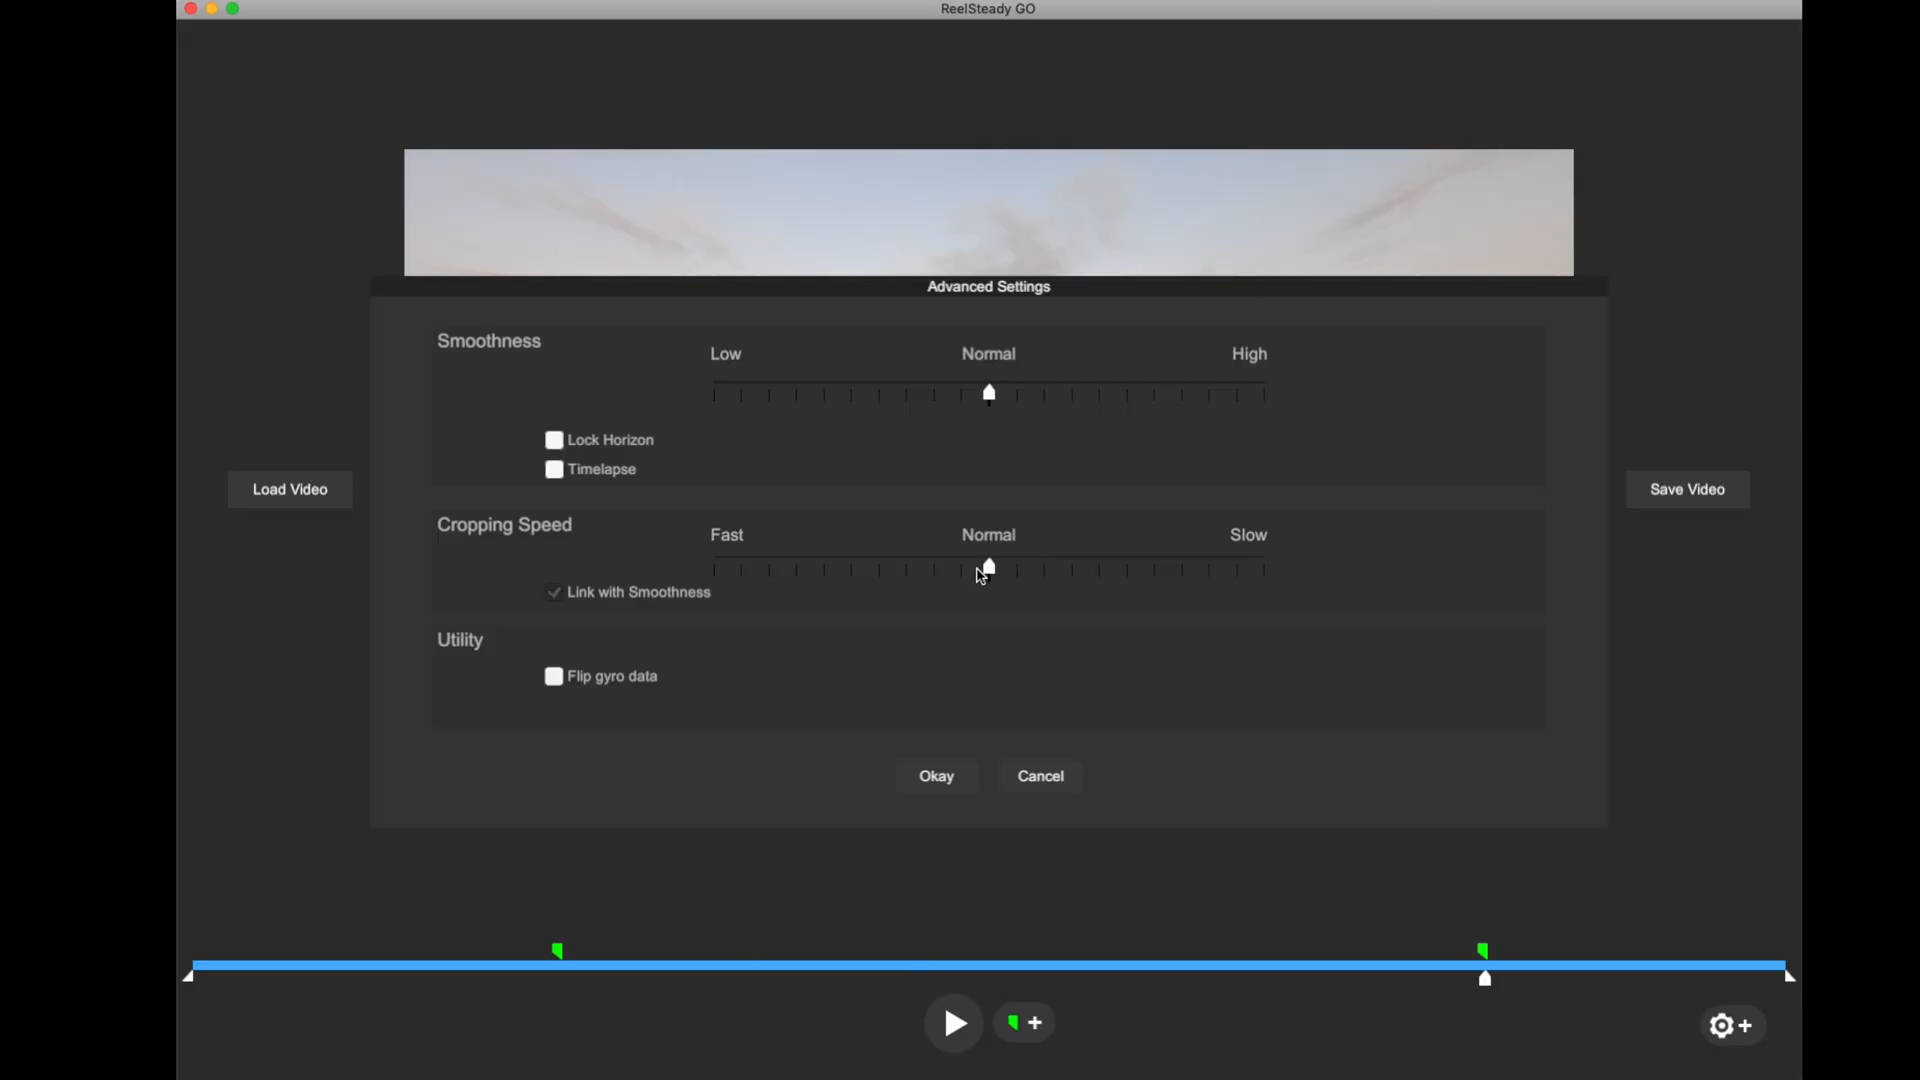 ReelSteady GO
Advanced Settings
Smoothness
Low Normal High
Lock Horizon
Timelapse
Load Video
Save Video
Cropping Speed
Fast Normal Slow
Link with Smoothness
Utility
Flip gyro data
Okay Cancel